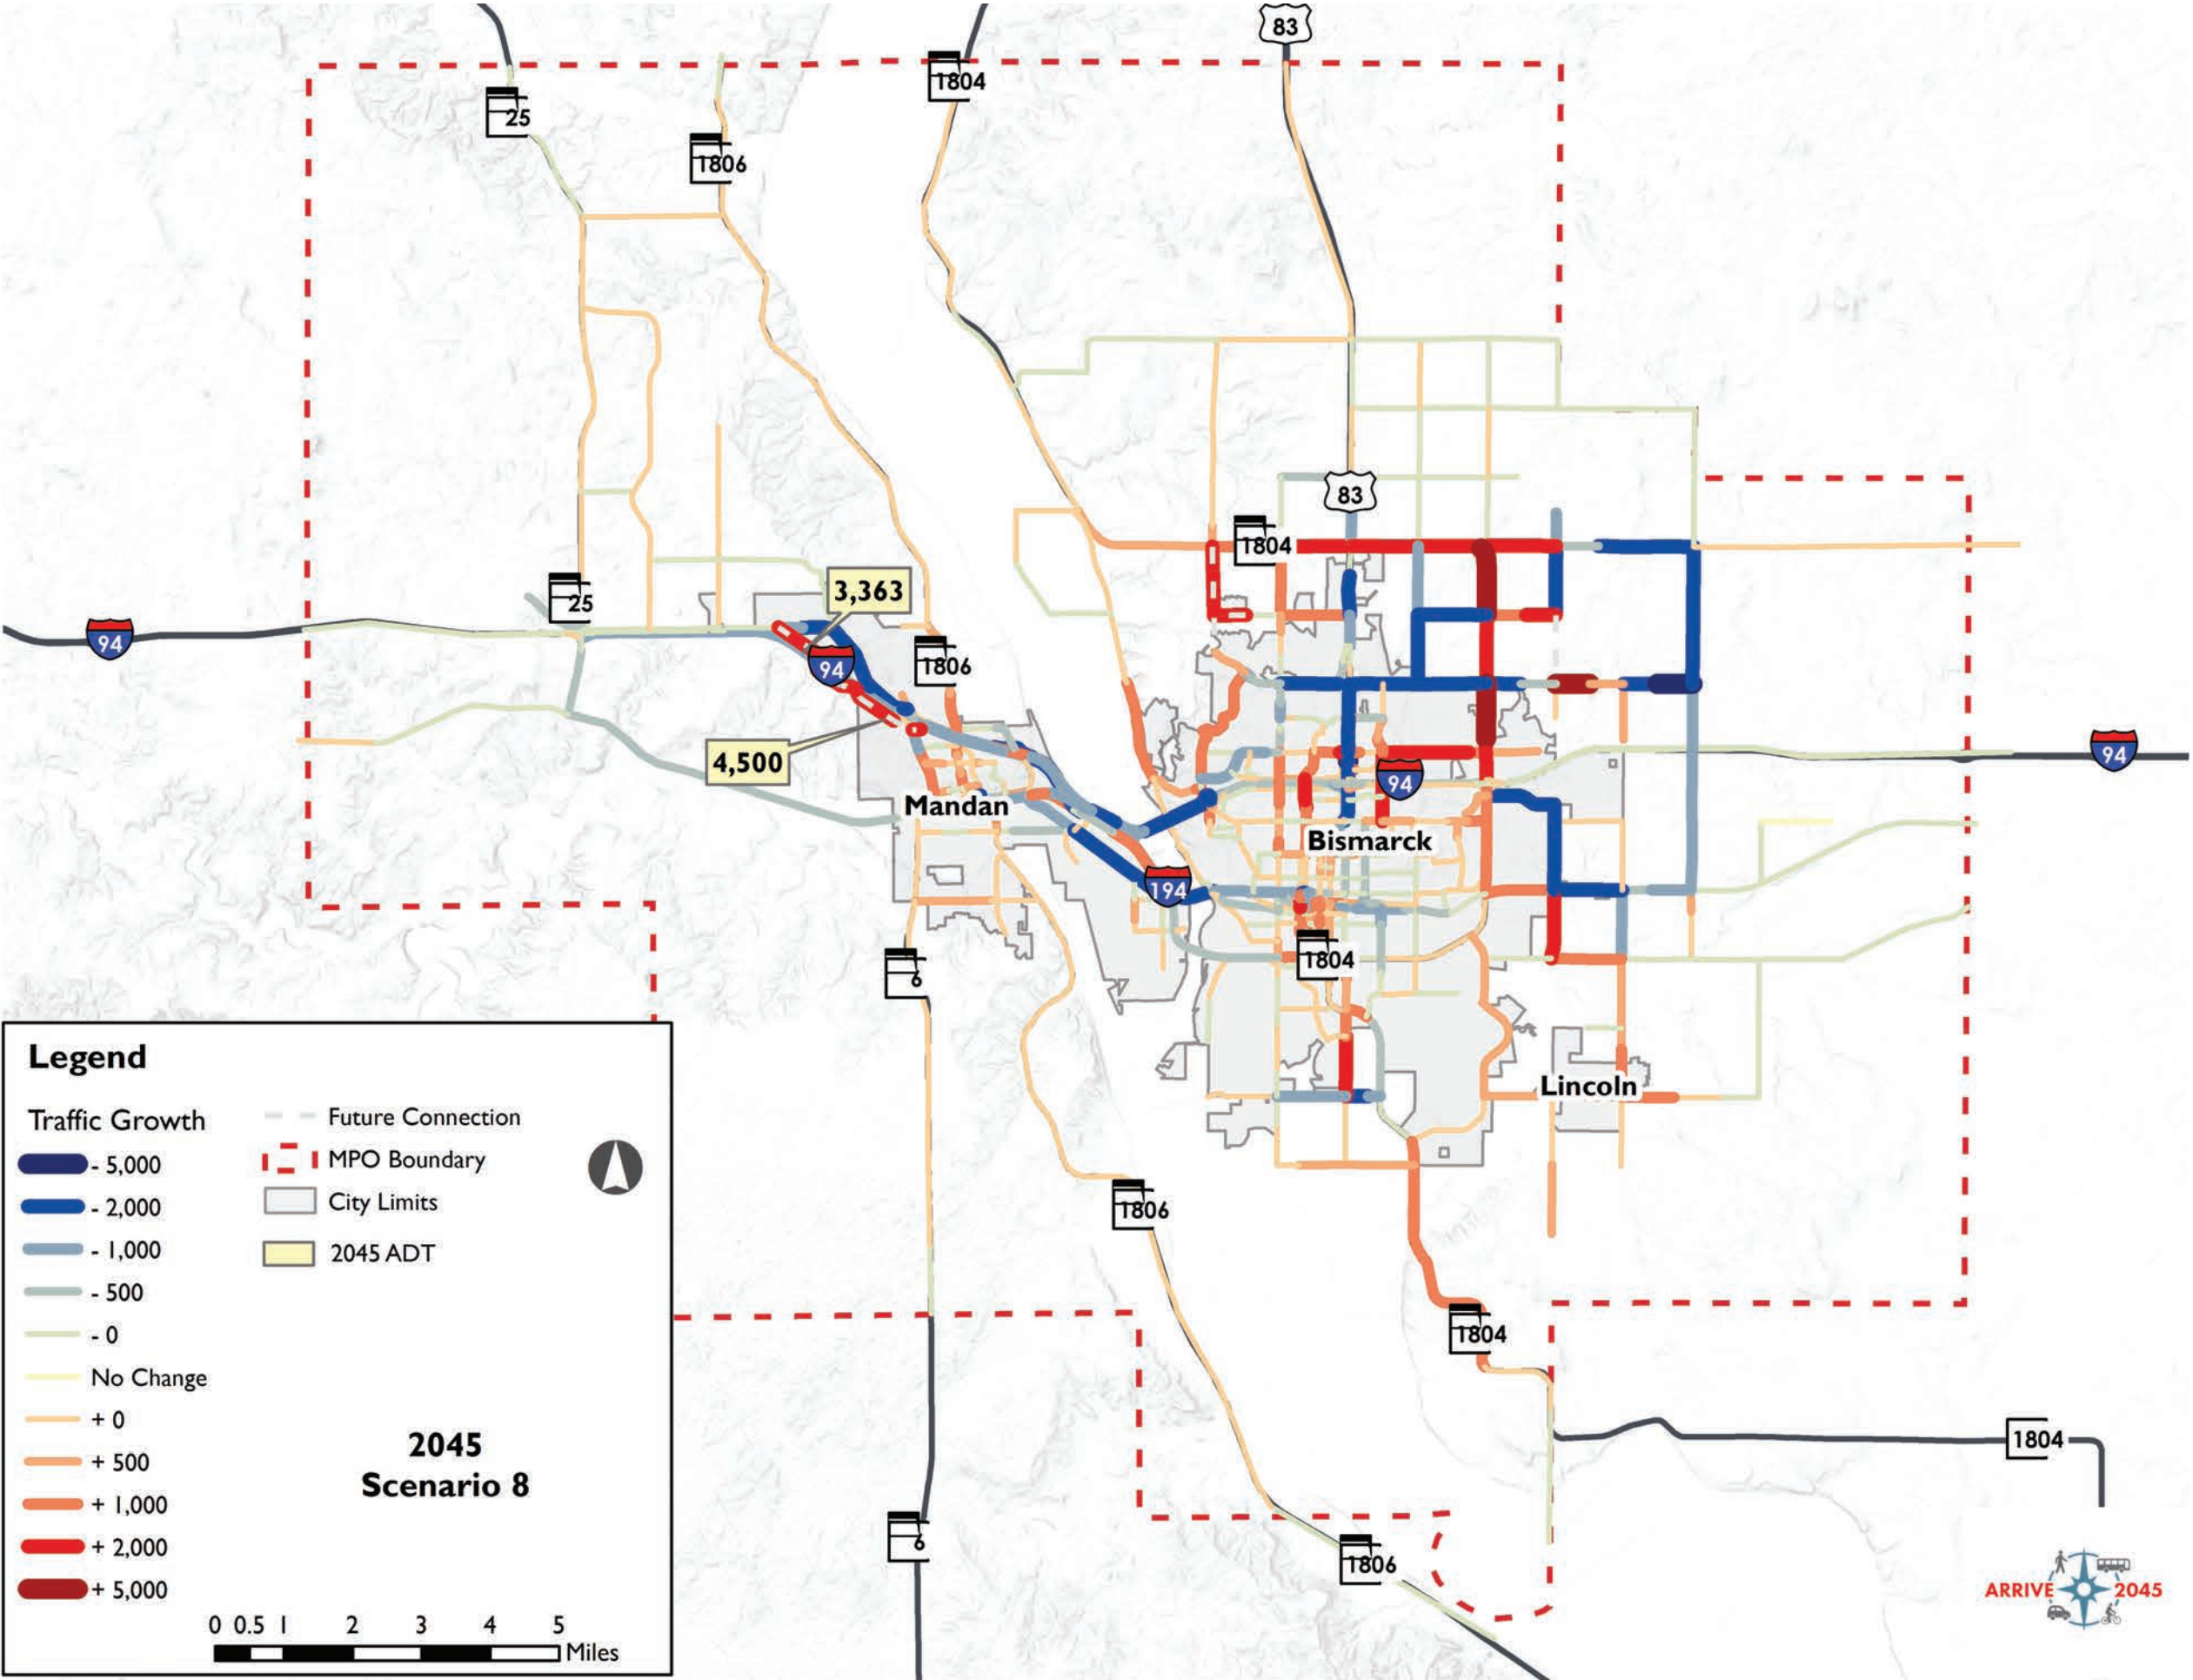 83
1804
25
1806
83
1804
3,363
25
94
94
1806
94
4,500
94
Mandan
Bismarck
194
1804
6
Lincoln
1806
1804
1804
6
1806
Legend
Traffic Growth
- 5,000
- 2,000
- 1,000
- 500
- 0
No Change
+ 0
+ 500
+ 1,000
+ 2,000
+ 5,000
Future Connection
MPO Boundary
City Limits
2045 ADT
2045
Scenario 8
0 0.5 1 2 3 4 5
Miles
ARRIVE 2045